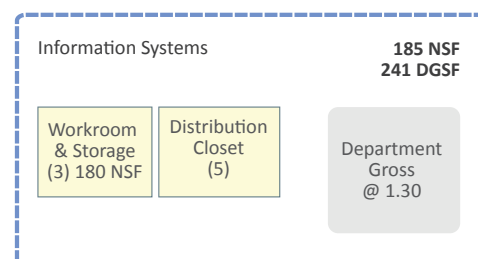 Information Systems
185 NSF
241 DGSF
Workroom
& Storage
(3) 180 NSF
Distribution
Closet
(5)
Department
Gross
@ 1.30